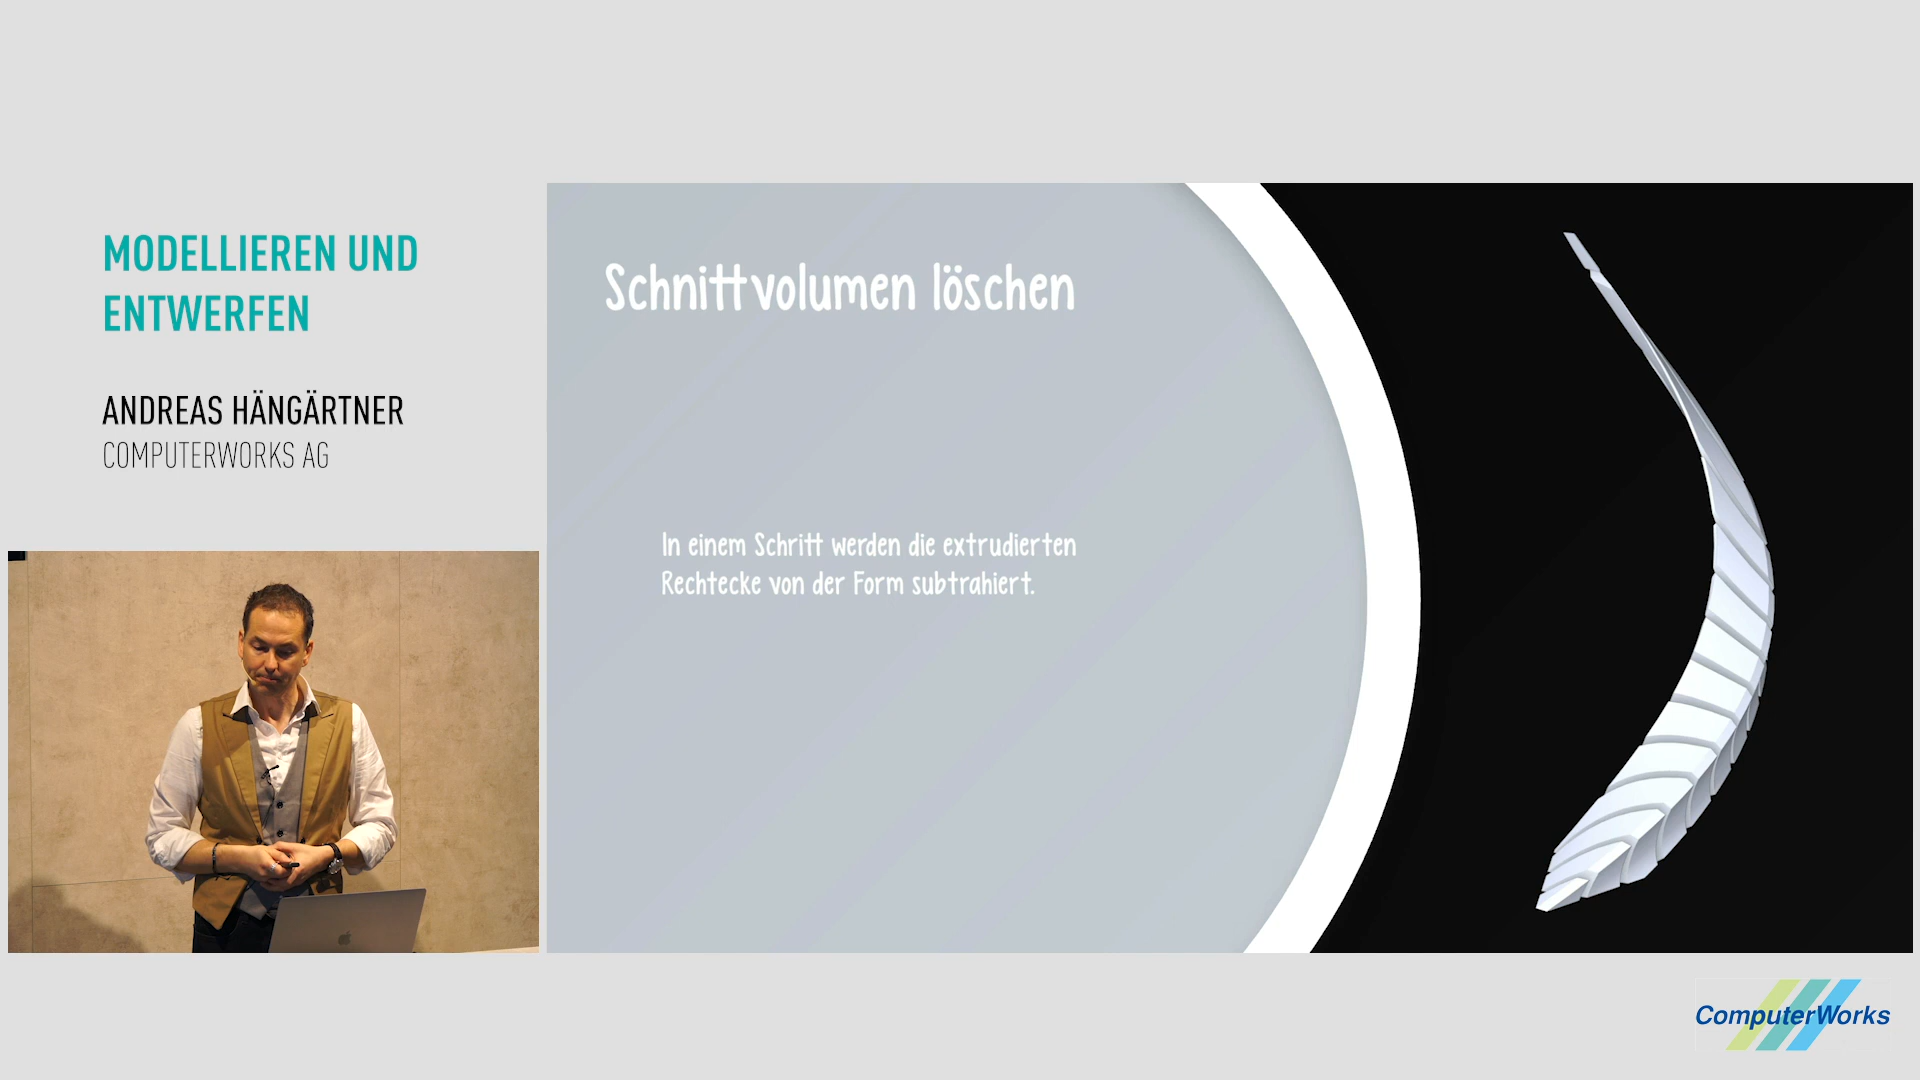 MODELLIEREN UND
ENTWERFEN
ANDREAS HÄNGÄRTNER
COMPUTERWORKS AG
Schnittvolumen löschen
In einem Schritt werden die extrudierten
Rechtecke von der Form subtrahiert.
ComputerWorks